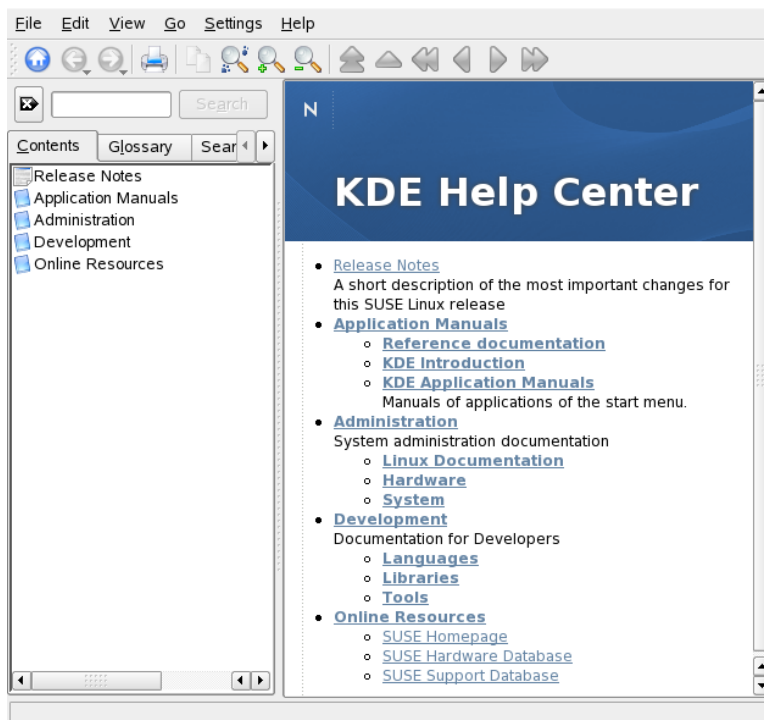 File Edit View Go Settings Help
Search
Contents Glossary Sear
Release Notes
Application Manuals
Administration
Development
Online Resources
N
KDE Help Center
Release Notes
A short description of the most important changes for
this SUSE Linux release
Application Manuals
Reference documentation
KDE Introduction
KDE Application Manuals
Manuals of applications of the start menu.
Administration
System administration documentation
Linux Documentation
Hardware
System
Development
Documentation for Developers
Languages
Libraries
Tools
Online Resources
SUSE Homepage
SUSE Hardware Database
SUSE Support Database